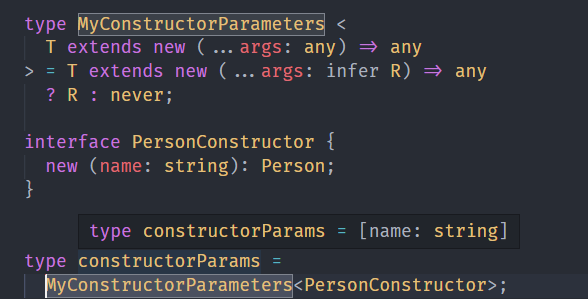 type MyConstructorParameters <
T extends new (...args: any) => any
> = T extends new (...args: infer R) => any
? R : never;
interface PersonConstructor {
new (name: string): Person;
}
type constructorParams = [name: string]
type constructorParams =
MyConstructorParameters<PersonConstructor>;